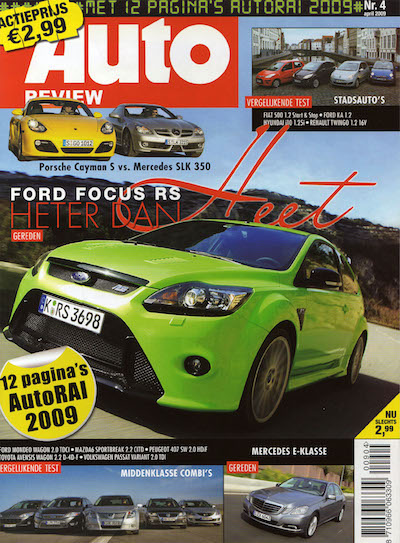 #MET 12 PAGINA'S AUTORAI 2009#
ACTIEPRIJS
€2,99
Nr. 4
april 2009
Auto
REVIEW
VERGELIJKENDE TEST
STADSAUTO'S
FIAT 500 1.2 Start & Stop • FORD KA 1.2
HYUNDAI i10 1.25i • RENAULT TWINGO 1.2 16V
S GO 1012
Porsche Cayman S vs. Mercedes SLK 350
FORD FOCUS RS
HETER DAN
Heet
GEREDEN
Ford
K RS 3698
12 pagina's
AutoRAI
2009
NU
SLECHTS
2,99
FORD MONDEO WAGON 2.0 TDCi • MAZDA6 SPORTBREAK 2.2 CiTD • PEUGEOT 407 SW 2.0 HDiF
TOYOTA AVENSIS WAGON 2.2 D-4D-F • VOLKSWAGEN PASSAT VARIANT 2.0 TDI
VERGELIJKENDE TEST
MIDDENKLASSE COMBI'S
MERCEDES E-KLASSE
GEREDEN
00904